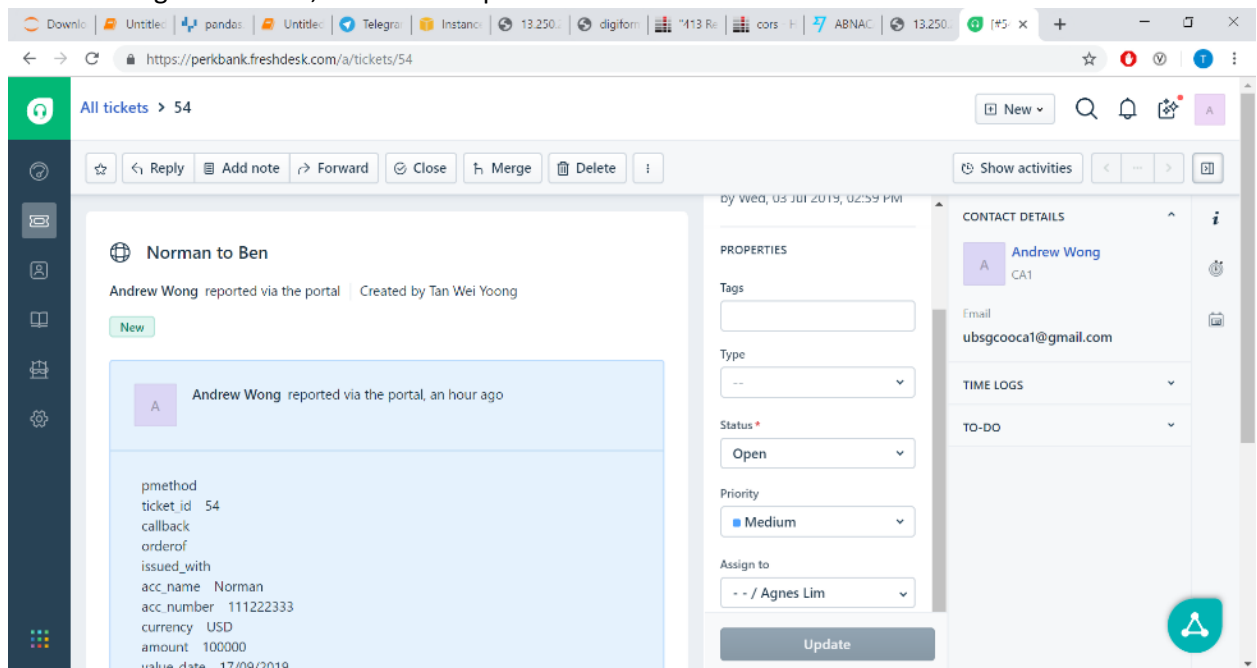 Downlo Untitled pandas. Untitled Telegra Instance 13.250. digiform "413 Re cors - H ABNAC 13.250. [#5
https://perkbank.freshdesk.com/a/tickets/54
T
All tickets > 54
New
A
Reply Add note Forward Close Merge Delete
Show activities
by Wed, 03 Jul 2019, 02:59 PM
Norman to Ben
Andrew Wong reported via the portal Created by Tan Wei Yoong
New
A Andrew Wong reported via the portal, an hour ago
pmethod
ticket_id 54
callback
orderof
issued_with
acc_name Norman
acc_number 111222333
currency USD
amount 100000
value_date 17/09/2019
PROPERTIES
Tags
Type
--
Status *
Open
Priority
Medium
Assign to
- - / Agnes Lim
Update
CONTACT DETAILS
A Andrew Wong
CA1
Email
ubsgcooca1@gmail.com
TIME LOGS
TO-DO